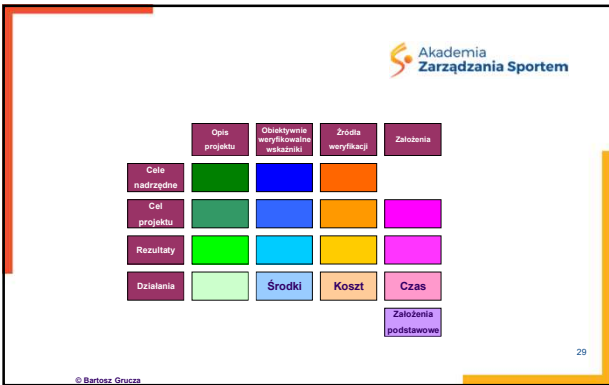 Akademia
Zarządzania Sportem
Opis
projektu
Obiektywnie
weryfikowalne
wskaźniki
Źródła
weryfikacji
Założenia
Cele
nadrzędne
Cel
projektu
Rezultaty
Działania
Środki
Koszt
Czas
Założenia
podstawowe
29
© Bartosz Grucza